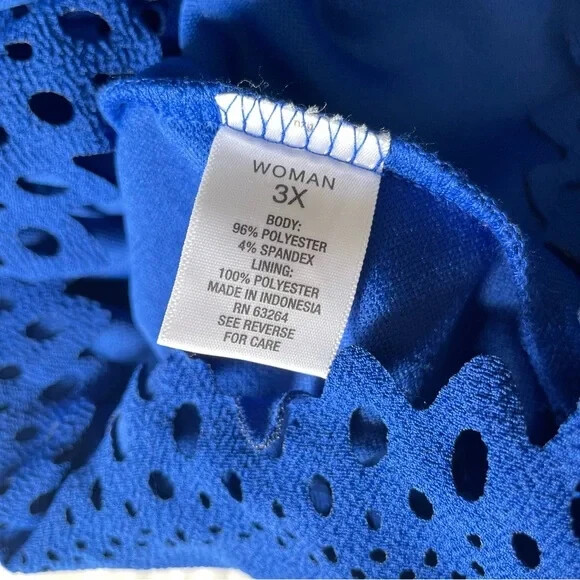 WOMAN
3X
BODY:
96% POLYESTER
4% SPANDEX
LINING:
100% POLYESTER
MADE IN INDONESIA
RN 63264
SEE REVERSE
FOR CARE